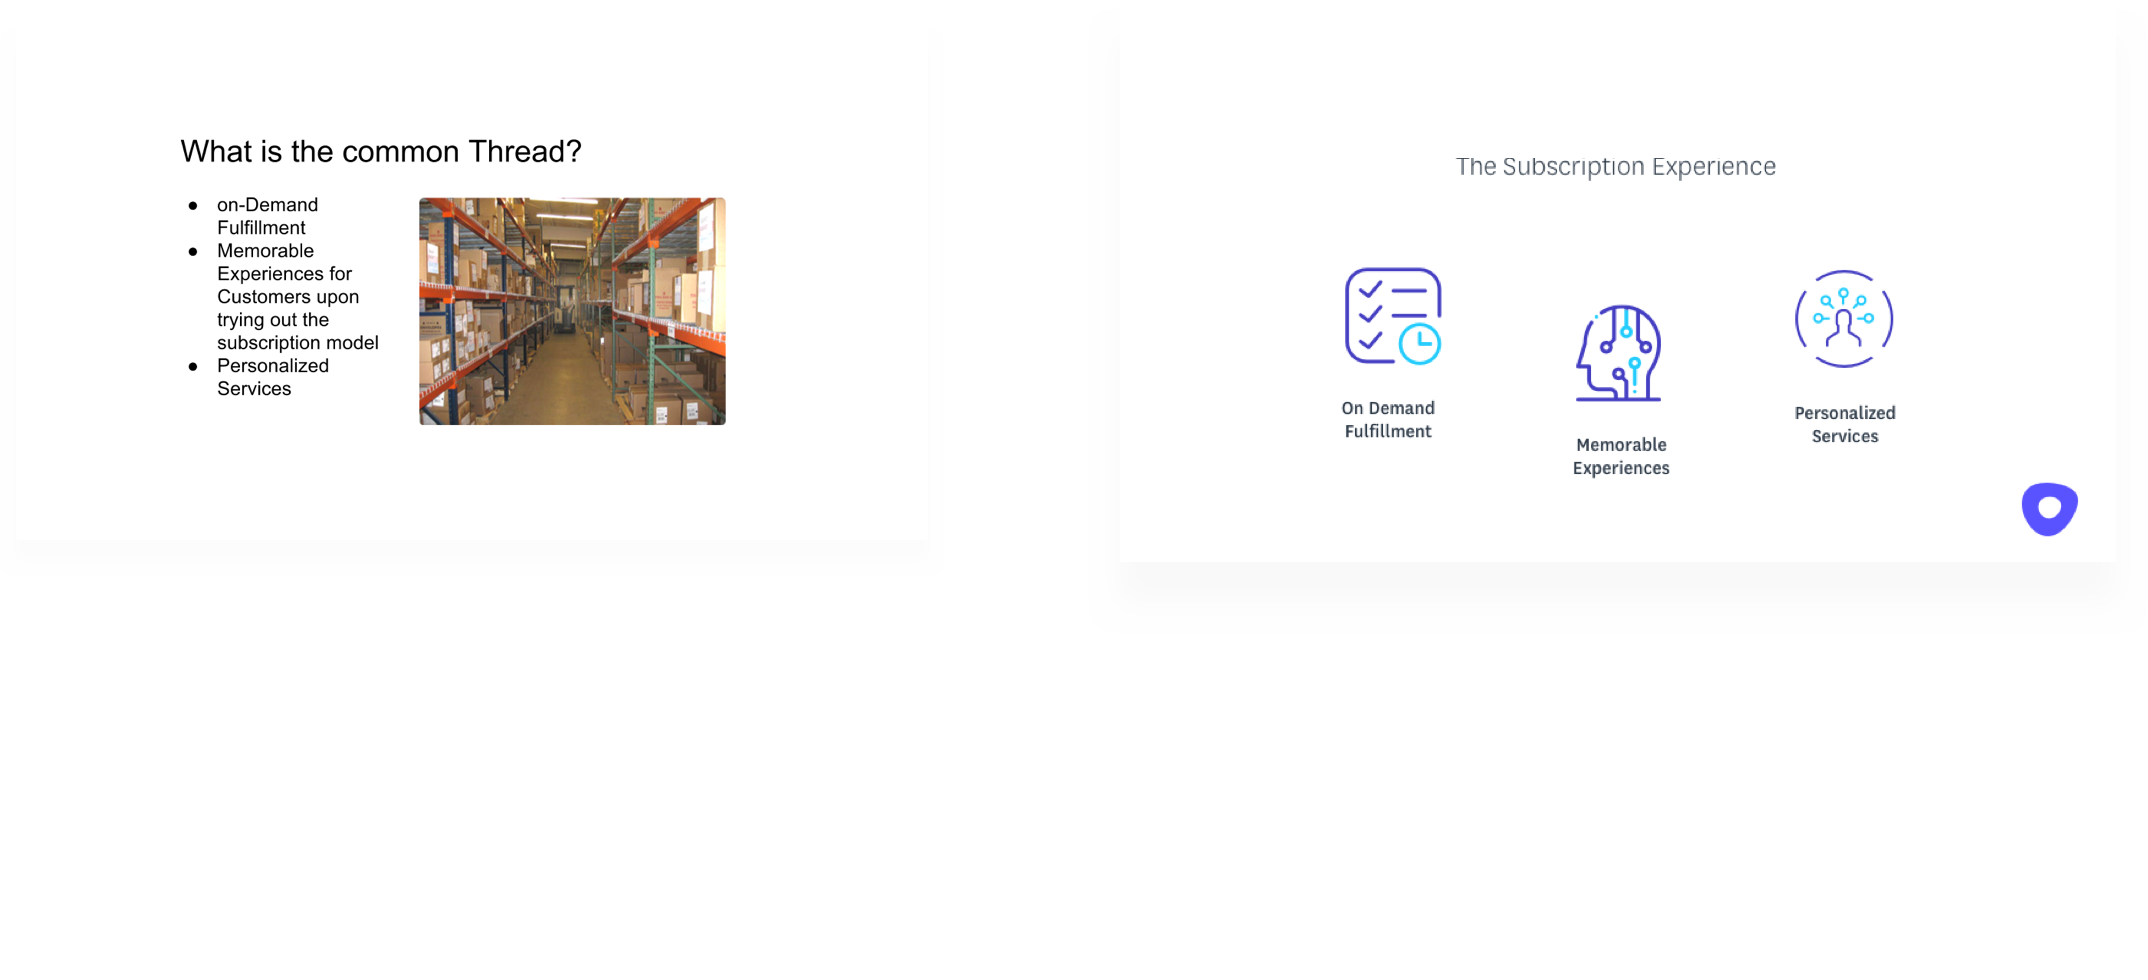 What is the common Thread?
● on-Demand
Fulfillment
● Memorable
Experiences for
Customers upon
trying out the
subscription model
● Personalized
Services
The Subscription Experience
On Demand
Fulfillment
Memorable
Experiences
Personalized
Services